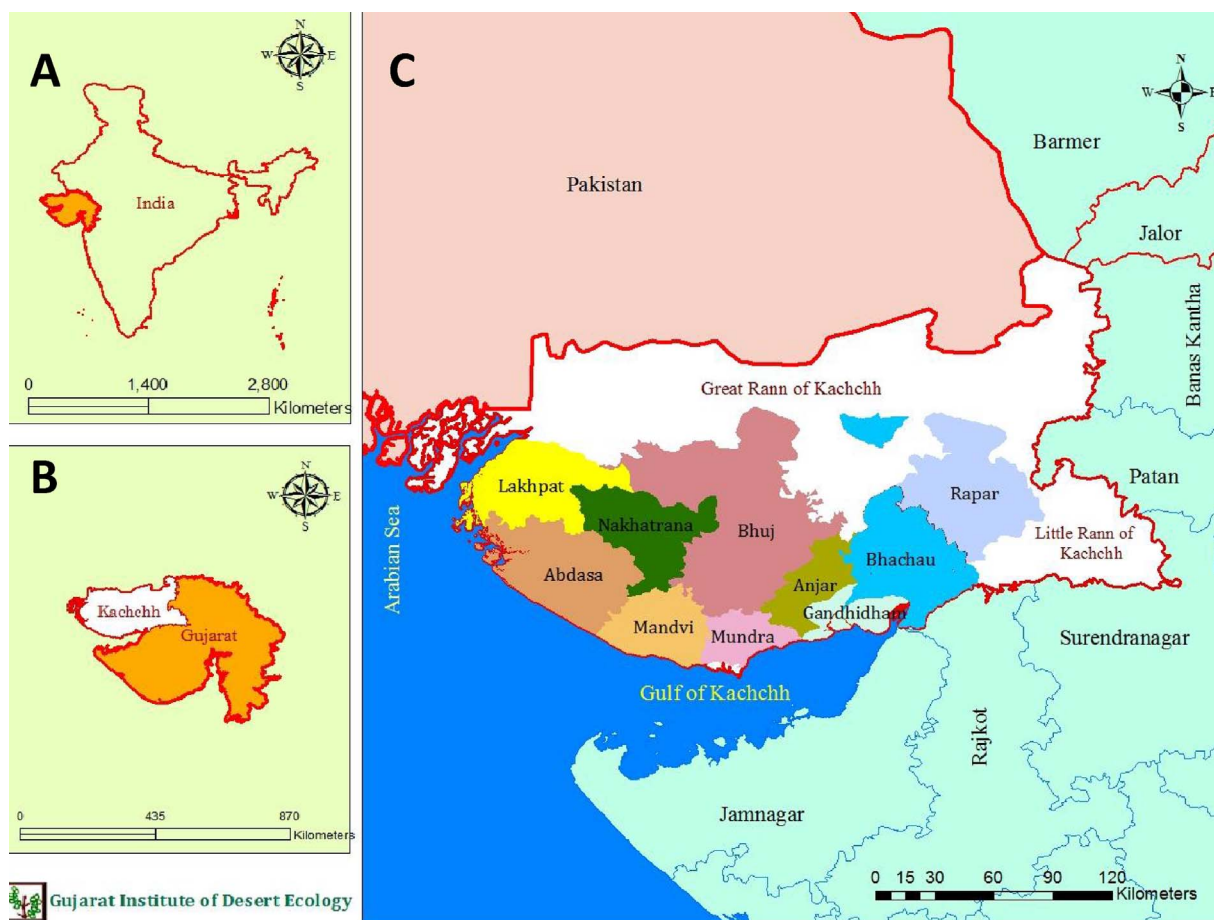 A
N
W
E
S
India
0
1,400
2,800
Kilometers
B
N
W
E
S
Kachchh
Gujarat
0
435
870
Kilometers
Gujarat Institute of Desert Ecology
C
N
W
E
S
Barmer
Pakistan
Jalor
Banas Kantha
Great Rann of Kachchh
Patan
Lakhpat
Rapar
Nakhatrana
Bhuj
Little Rann of
Kachchh
Arabian Sea
Bhachau
Abdasa
Anjar
Gandhidham
Mandvi
Mundra
Surendranagar
Gulf of Kachchh
Rajkot
Jamnagar
0 15 30 60 90 120
Kilometers